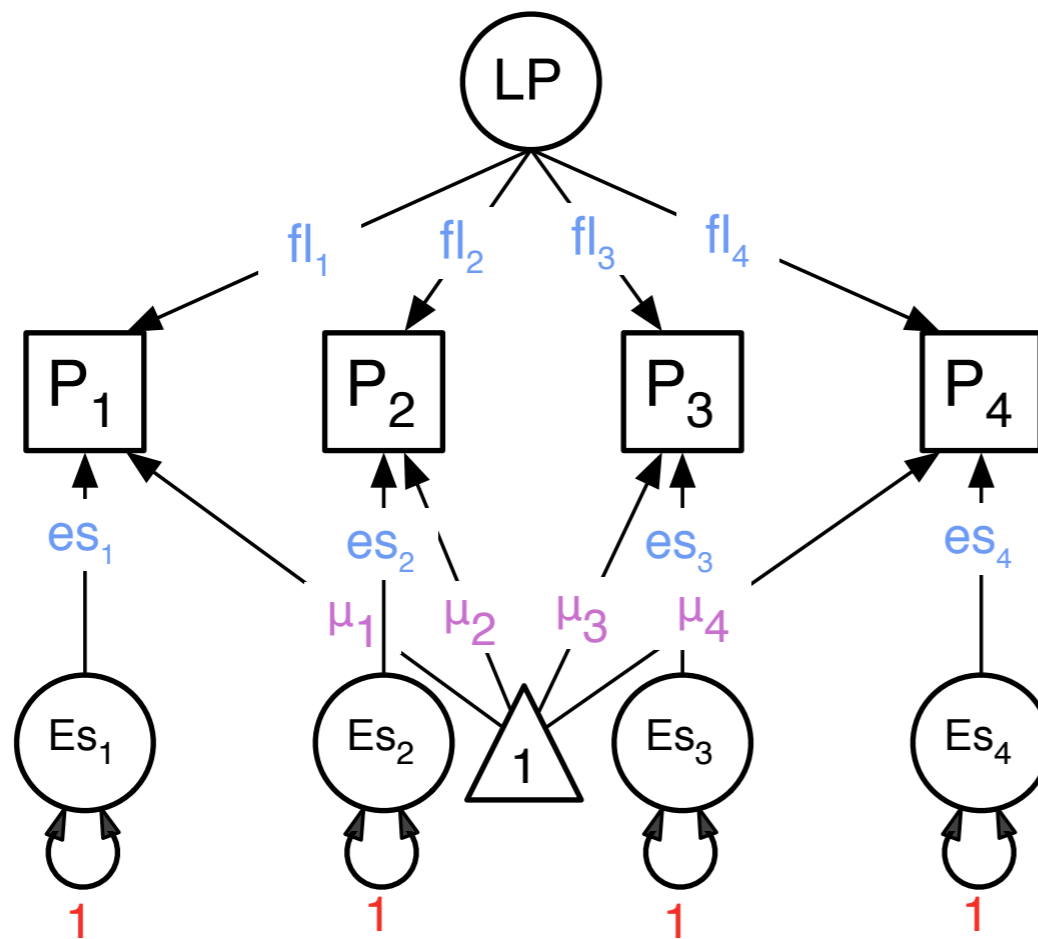 LP
fl₁ fl₂ fl₃ fl₄
P₁ P₂ P₃ P₄
es₁ es₂ es₃ es₄
μ₁ μ₂ μ₃ μ₄
Es₁ Es₂ 1 Es₃ Es₄
1 1 1 1